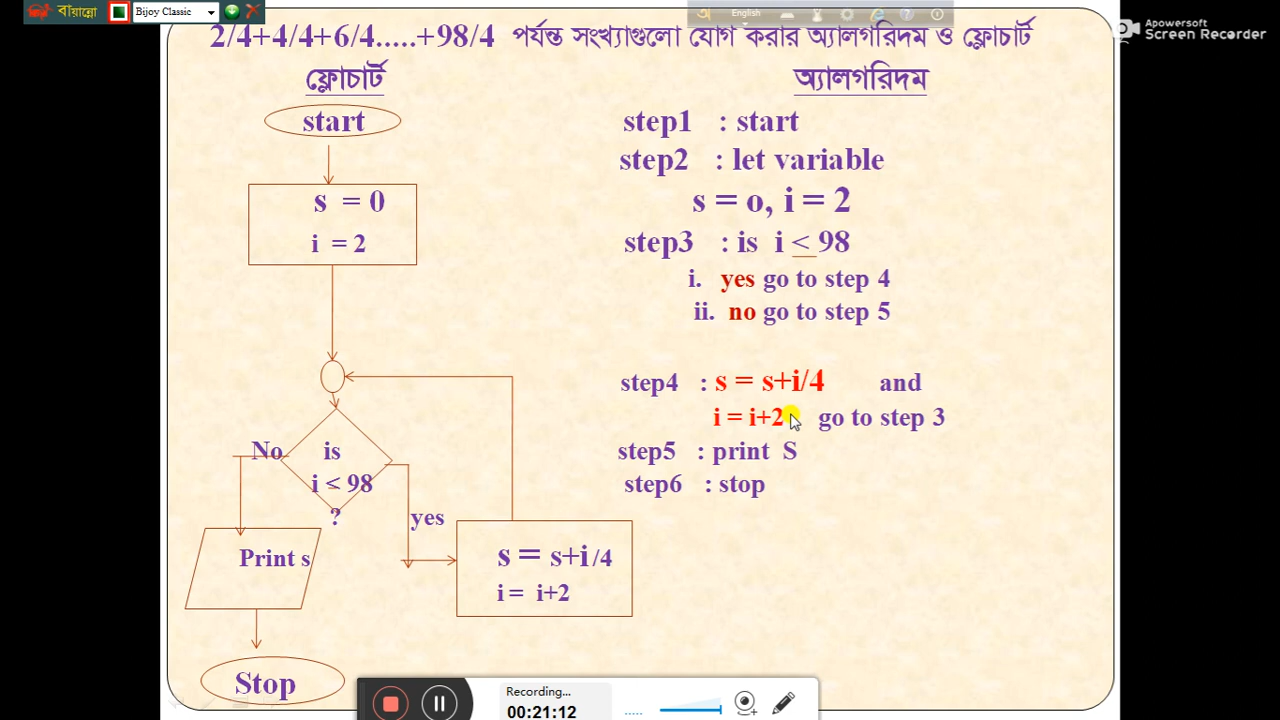 বায়ান্নো
Bijoy Classic
English
Apowersoft
Screen Recorder
2/4+4/4+6/4.....+98/4 পর্যন্ত সংখ্যাগুলো যোগ করার অ্যালগরিদম ও ফ্লোচার্ট
ফ্লোচার্ট
start
s = 0
i = 2
No
is
i < 98
?
yes
Print s
s = s+i /4
i = i+2
Stop
অ্যালগরিদম
step1 : start
step2 : let variable
s = o, i = 2
step3 : is i < 98
i. yes go to step 4
ii. no go to step 5
step4 : s = s+i/4 and
i = i+2 go to step 3
step5 : print S
step6 : stop
Recording...
00:21:12